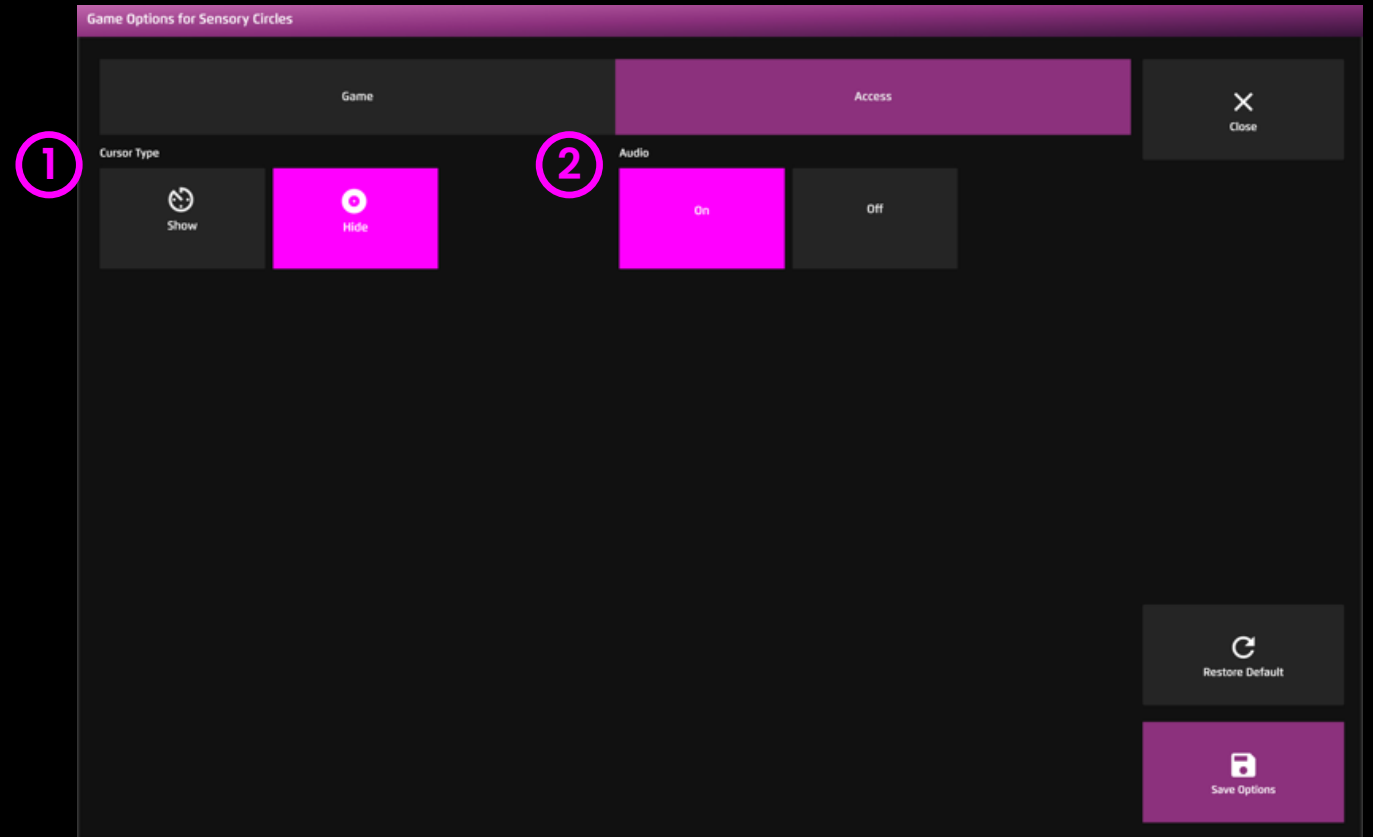 Game Options for Sensory Circles
Game
Access
Close
1
Cursor Type
2
Audio
Show
Hide
On
Off
Restore Default
Save Options